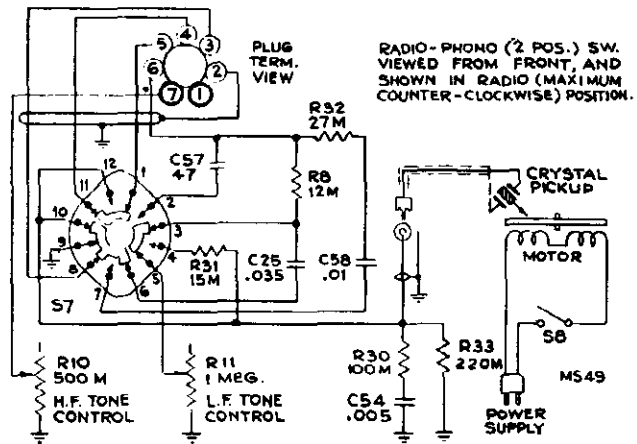 4
5
3
6
2
7
1
PLUG
TERM.
VIEW
RADIO-PHONO (2 POS.) SW.
VIEWED FROM FRONT, AND
SHOWN IN RADIO (MAXIMUM
COUNTER-CLOCKWISE) POSITION.
R32
27M
C57
47
R8
12M
CRYSTAL
PICKUP
12
1
11
2
10
3
9
4
8
5
7
6
S7
R31
15M
C25
.035
C58
.01
MOTOR
S8
R10
500 M
H.F. TONE
CONTROL
R11
1 MEG.
L.F. TONE
CONTROL
R30
100M
C54
.005
R33
220M
MS49
POWER
SUPPLY